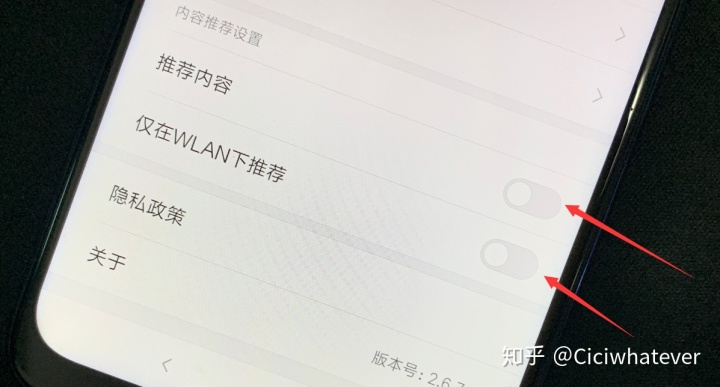 内容推荐设置
推荐内容
仅在WLAN下推荐
隐私政策
关于
版本号: 2.6.7
知乎 @Ciciwhatever